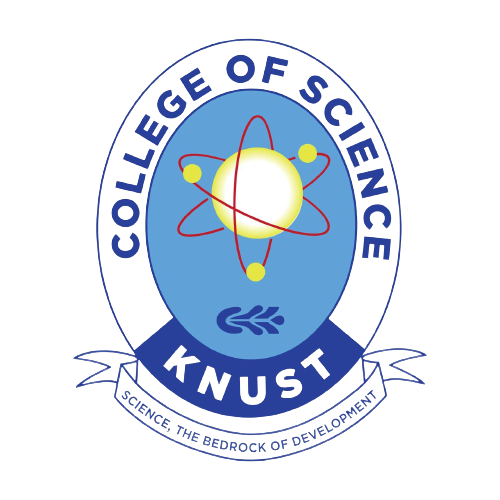 COLLEGE OF SCIENCE
KNUST
SCIENCE, THE BEDROCK OF DEVELOPMENT